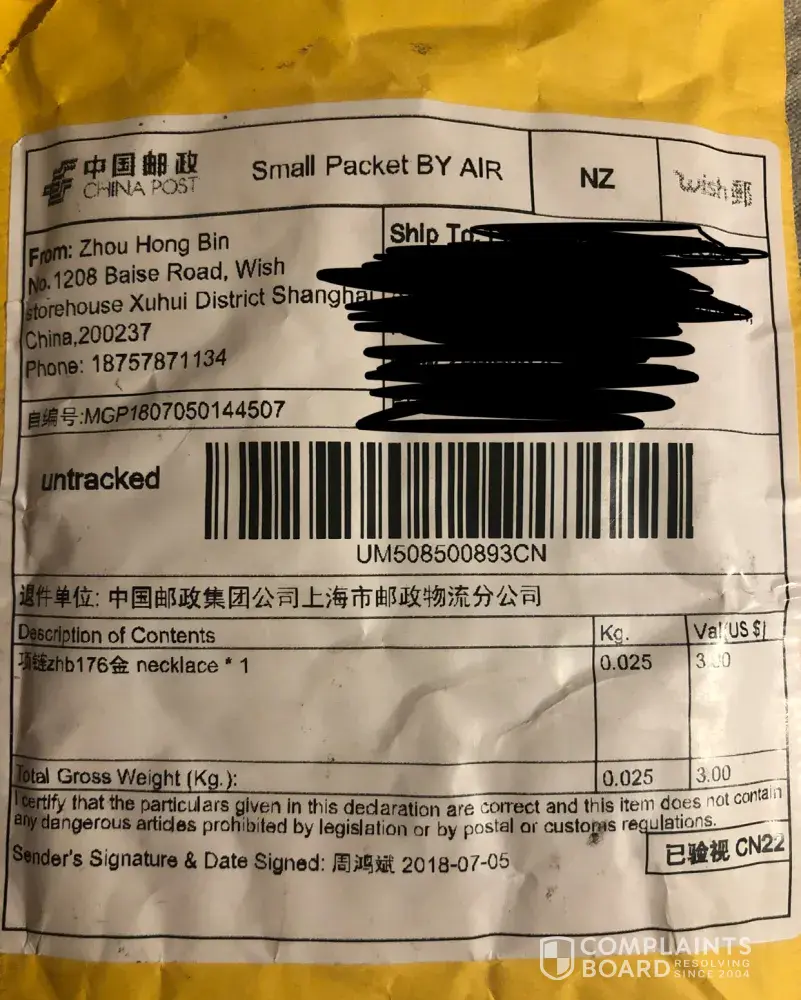 中国邮政
CHINA POST
Small Packet BY AIR
NZ
Wish邮
From: Zhou Hong Bin
No.1208 Baise Road, Wish
storehouse Xuhui District Shanghai
China,200237
Phone: 18757871134
Ship To:
自编号:MGP1807050144507
untracked
UM508500893CN
退件单位: 中国邮政集团公司上海市邮政物流分公司
Description of Contents
Kg.
Val(US $)
项链zhb176金 necklace * 1
0.025
3.00
Total Gross Weight (Kg.):
0.025
3.00
I certify that the particulars given in this declaration are correct and this item does not contain
any dangerous articles prohibited by legislation or by postal or customs regulations.
Sender's Signature & Date Signed: 周鸿斌 2018-07-05
已验视 CN22
COMPLAINTS
BOARD
RESOLVING
SINCE 2004